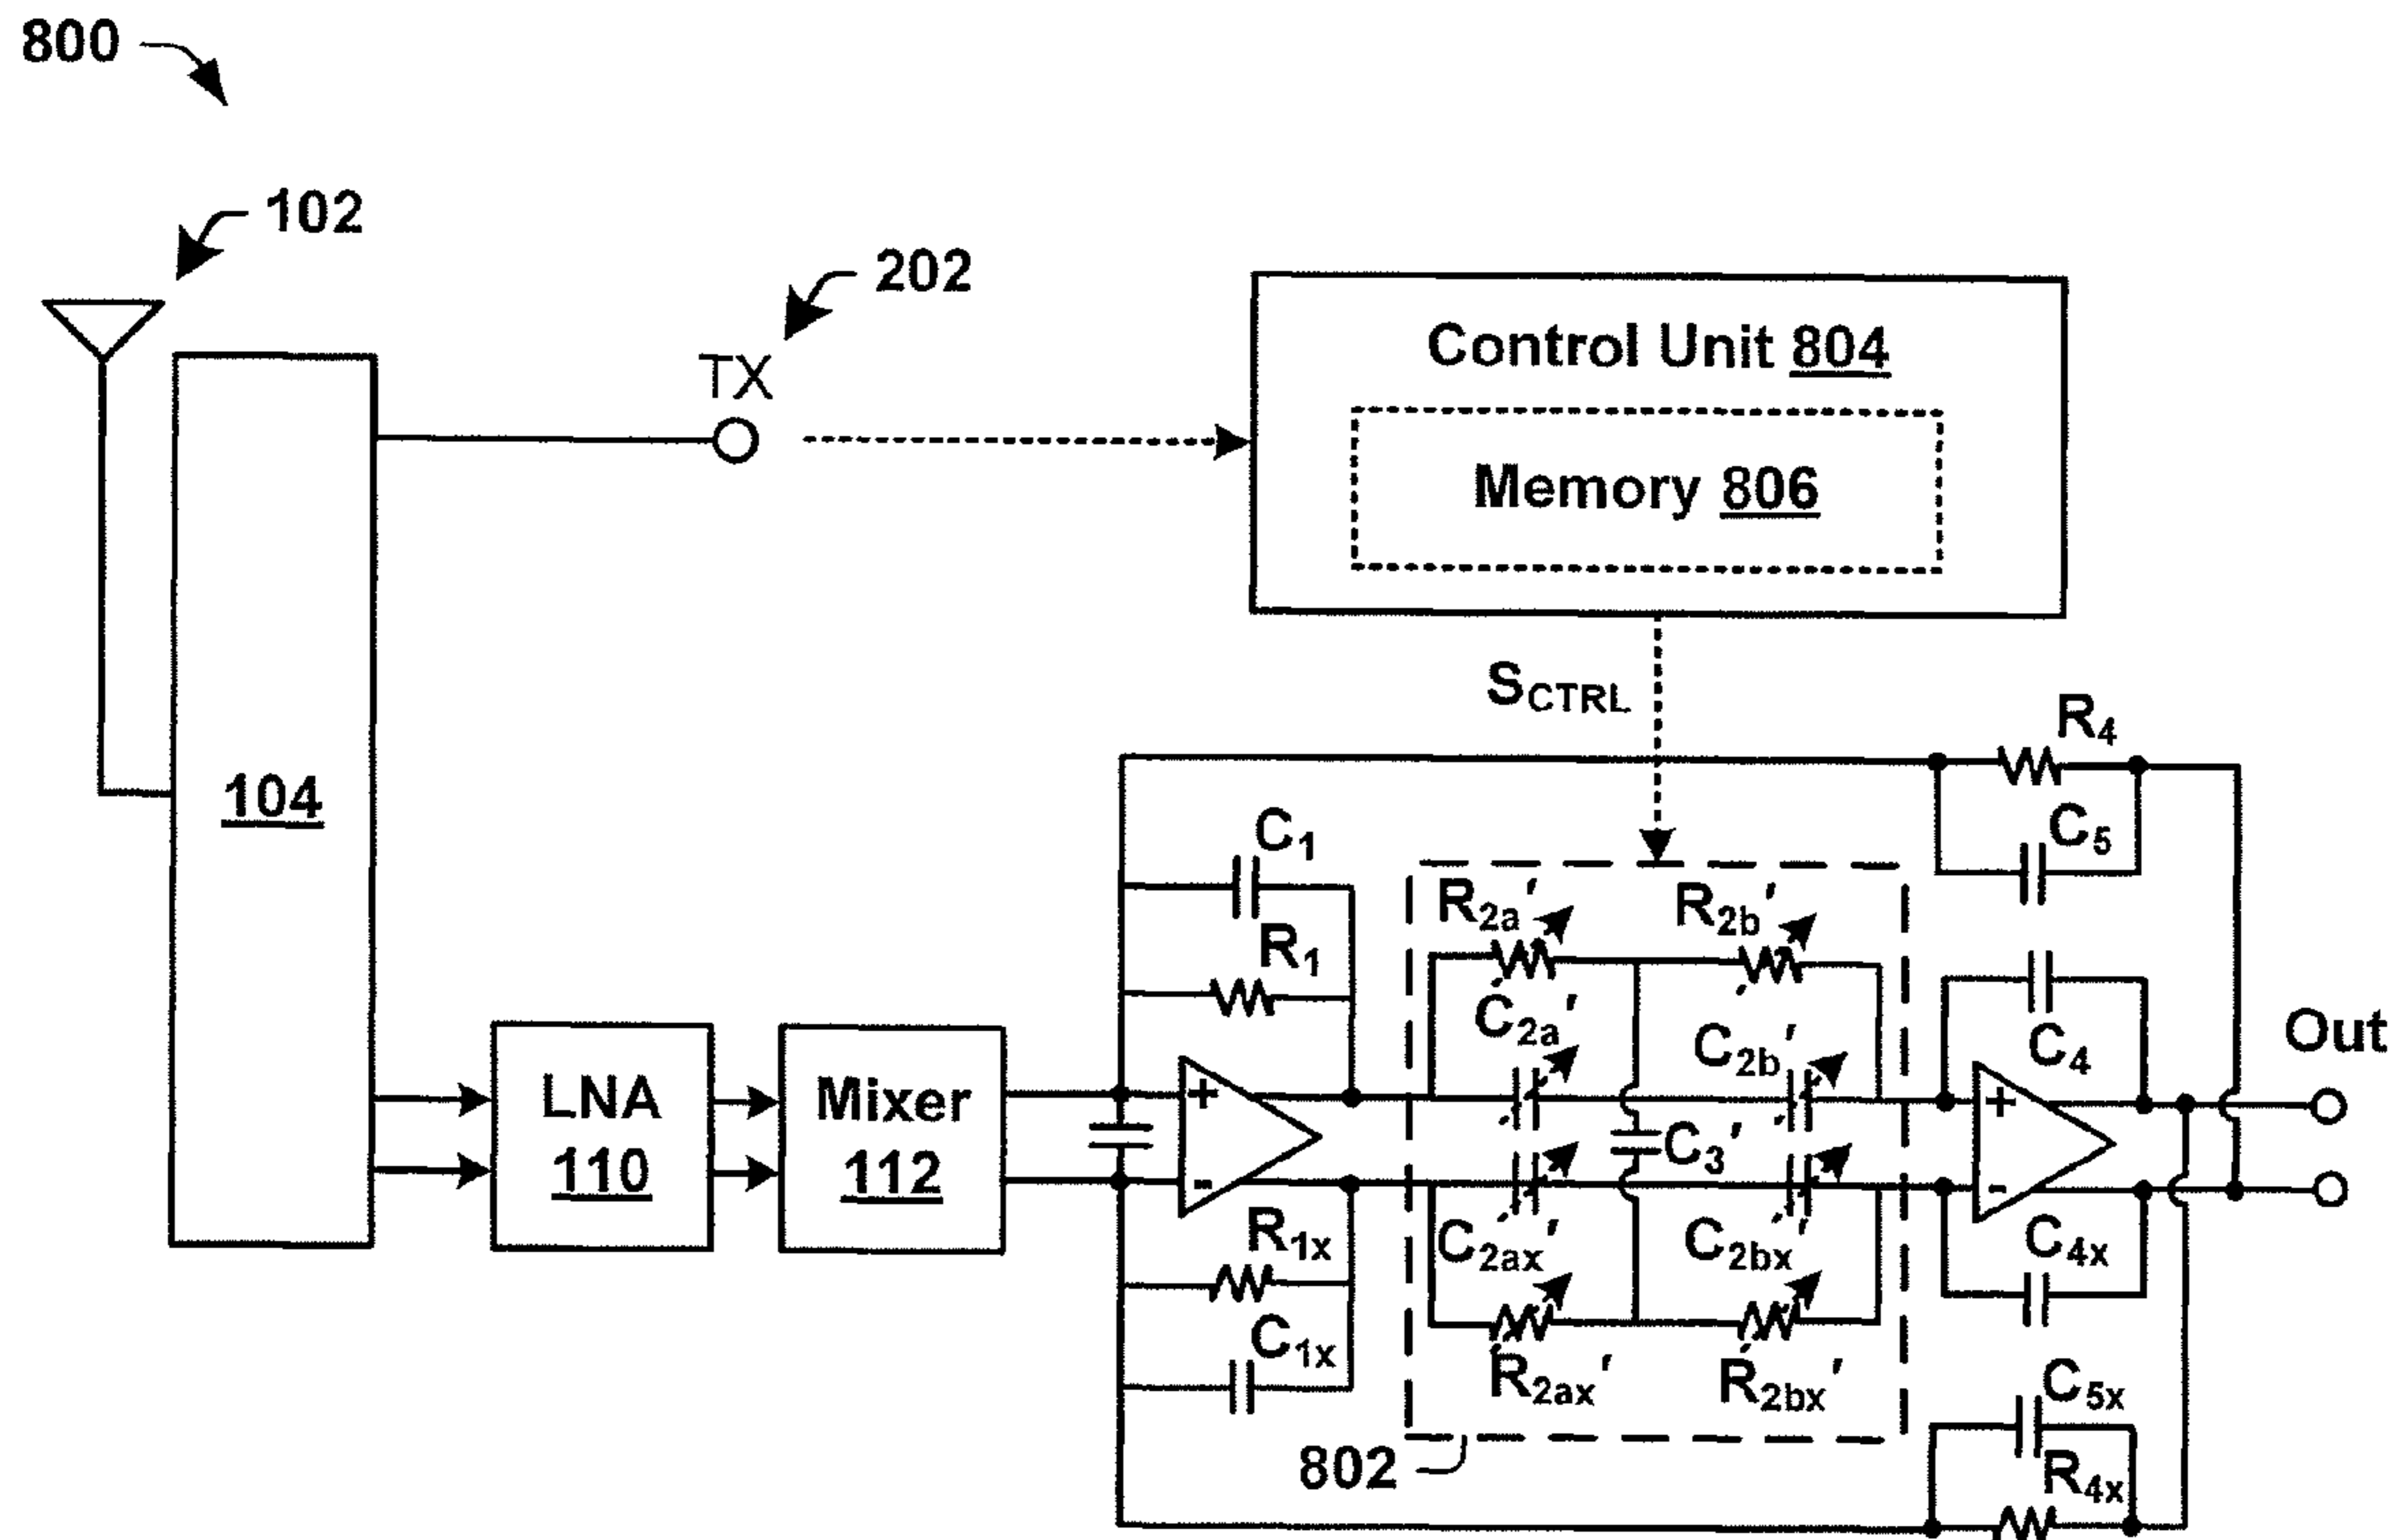 800
102
202
TX
Control Unit 804
Memory 806
SCTRL
R4
104
C1
C5
R2a'
R2b'
R1
C2a'
C2b'
C4
Out
LNA
110
Mixer
112
+
-
C3'
+
-
R1x
C2ax'
C2bx'
C4x
C1x
R2ax'
R2bx'
C5x
802
R4x